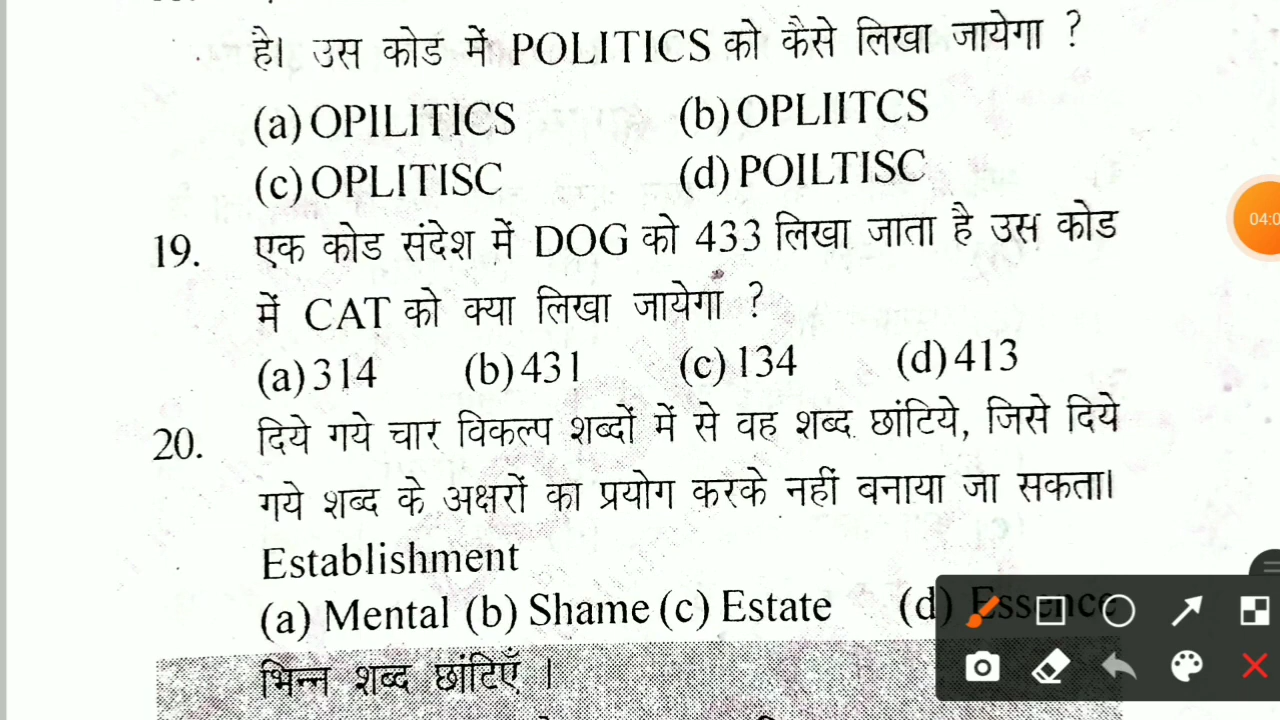 है। उस कोड में POLITICS को कैसे लिखा जायेगा ?
(a) OPILITICS (b) OPLIITCS
(c) OPLITISC (d) POILTISC
19. एक कोड संदेश में DOG को 433 लिखा जाता है उस कोड
में CAT को क्या लिखा जायेगा ?
(a) 314 (b) 431 (c) 134 (d) 413
20. दिये गये चार विकल्प शब्दों में से वह शब्द छांटिये, जिसे दिये
गये शब्द के अक्षरों का प्रयोग करके नहीं बनाया जा सकता।
Establishment
(a) Mental (b) Shame (c) Estate (d) Essence
भिन्न शब्द छांटिएँ ।